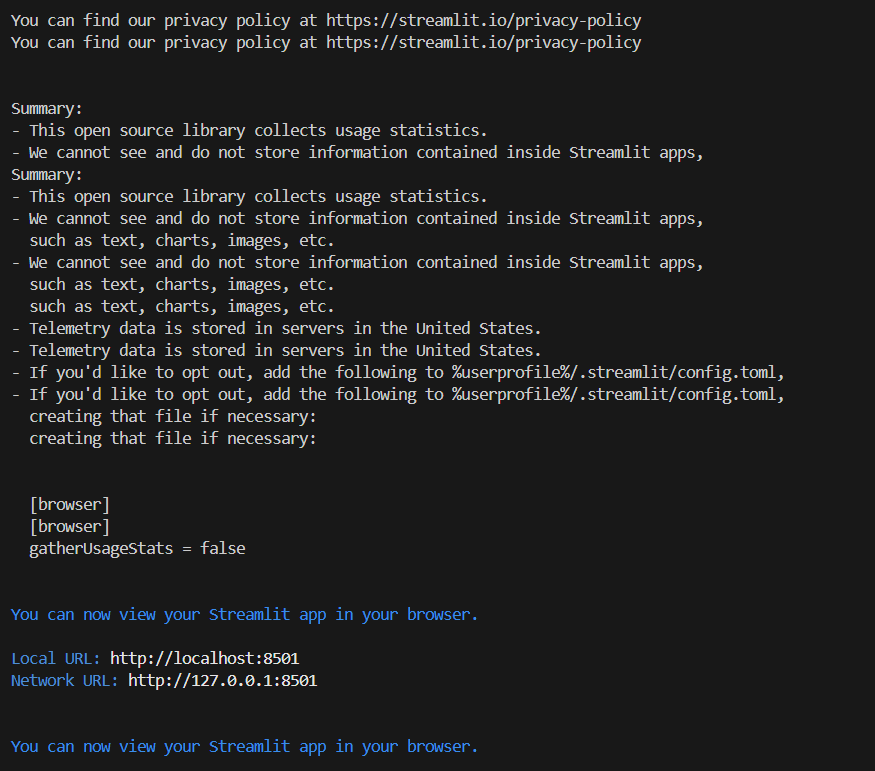 You can find our privacy policy at https://streamlit.io/privacy-policy
You can find our privacy policy at https://streamlit.io/privacy-policy
Summary:
- This open source library collects usage statistics.
- We cannot see and do not store information contained inside Streamlit apps,
Summary:
- This open source library collects usage statistics.
- We cannot see and do not store information contained inside Streamlit apps,
  such as text, charts, images, etc.
- We cannot see and do not store information contained inside Streamlit apps,
  such as text, charts, images, etc.
  such as text, charts, images, etc.
- Telemetry data is stored in servers in the United States.
- Telemetry data is stored in servers in the United States.
- If you'd like to opt out, add the following to %userprofile%/.streamlit/config.toml,
- If you'd like to opt out, add the following to %userprofile%/.streamlit/config.toml,
  creating that file if necessary:
  creating that file if necessary:
  [browser]
  [browser]
  gatherUsageStats = false
You can now view your Streamlit app in your browser.
Local URL: http://localhost:8501
Network URL: http://127.0.0.1:8501
You can now view your Streamlit app in your browser.